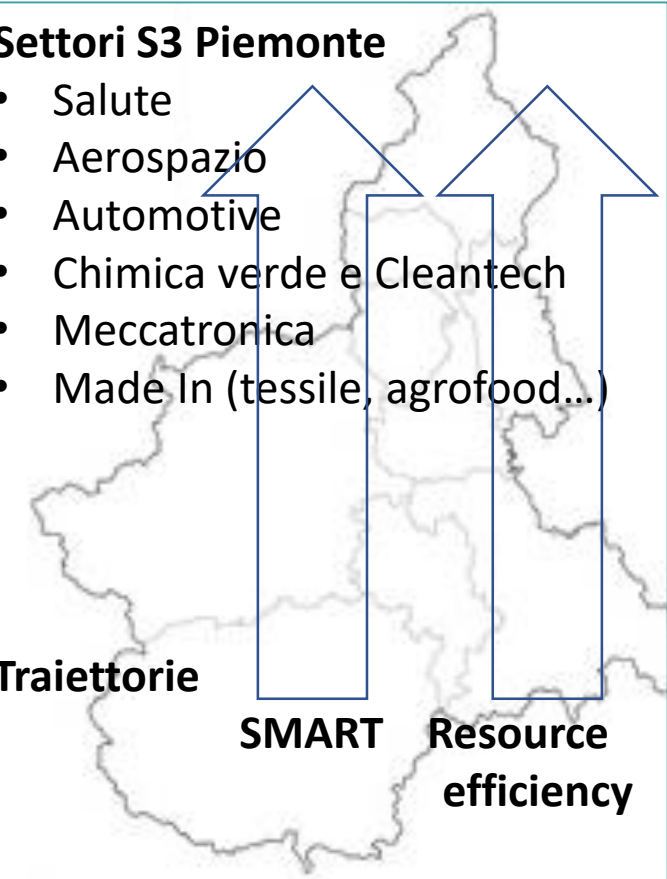 Settori S3 Piemonte
• Salute
• Aerospazio
• Automotive
• Chimica verde e Cleantech
• Meccatronica
• Made In (tessile, agrofood…)
Traiettorie
SMART Resource
efficiency